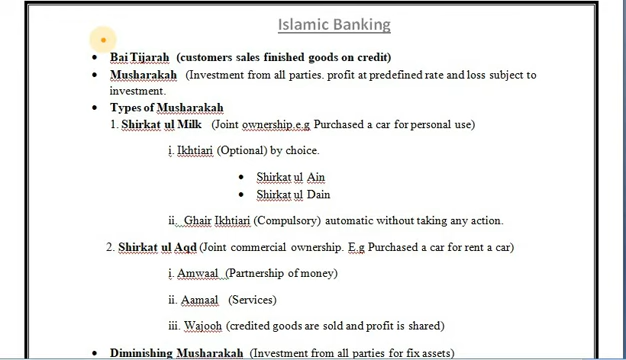 Islamic Banking
• Bai Tijarah (customers sales finished goods on credit)
• Musharakah (Investment from all parties. profit at predefined rate and loss subject to
investment.
• Types of Musharakah
1. Shirkat ul Milk (Joint ownership.e.g Purchased a car for personal use)
i. Ikhtiari (Optional) by choice.
• Shirkat ul Ain
• Shirkat ul Dain
ii. Ghair Ikhtiari (Compulsory) automatic without taking any action.
2. Shirkat ul Aqd (Joint commercial ownership. E.g Purchased a car for rent a car)
i. Amwaal (Partnership of money)
ii. Aamaal (Services)
iii. Wajooh (credited goods are sold and profit is shared)
• Diminishing Musharakah (Investment from all parties for fix assets)